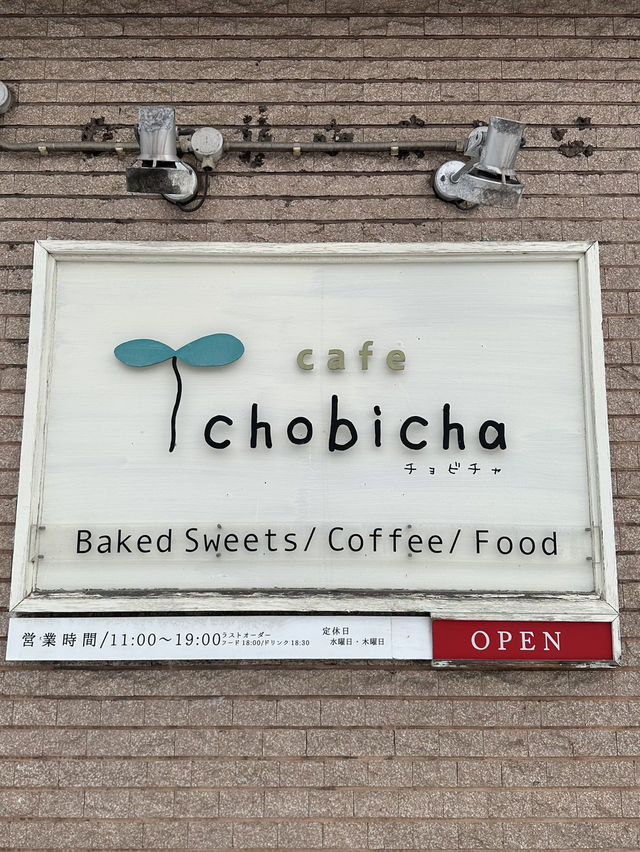 cafe
chobicha
チョビチャ
Baked Sweets/Coffee/Food
営業時間/11:00〜19:00 ラストオーダー
フード18:00/ドリンク18:30
定休日
水曜日・木曜日
OPEN